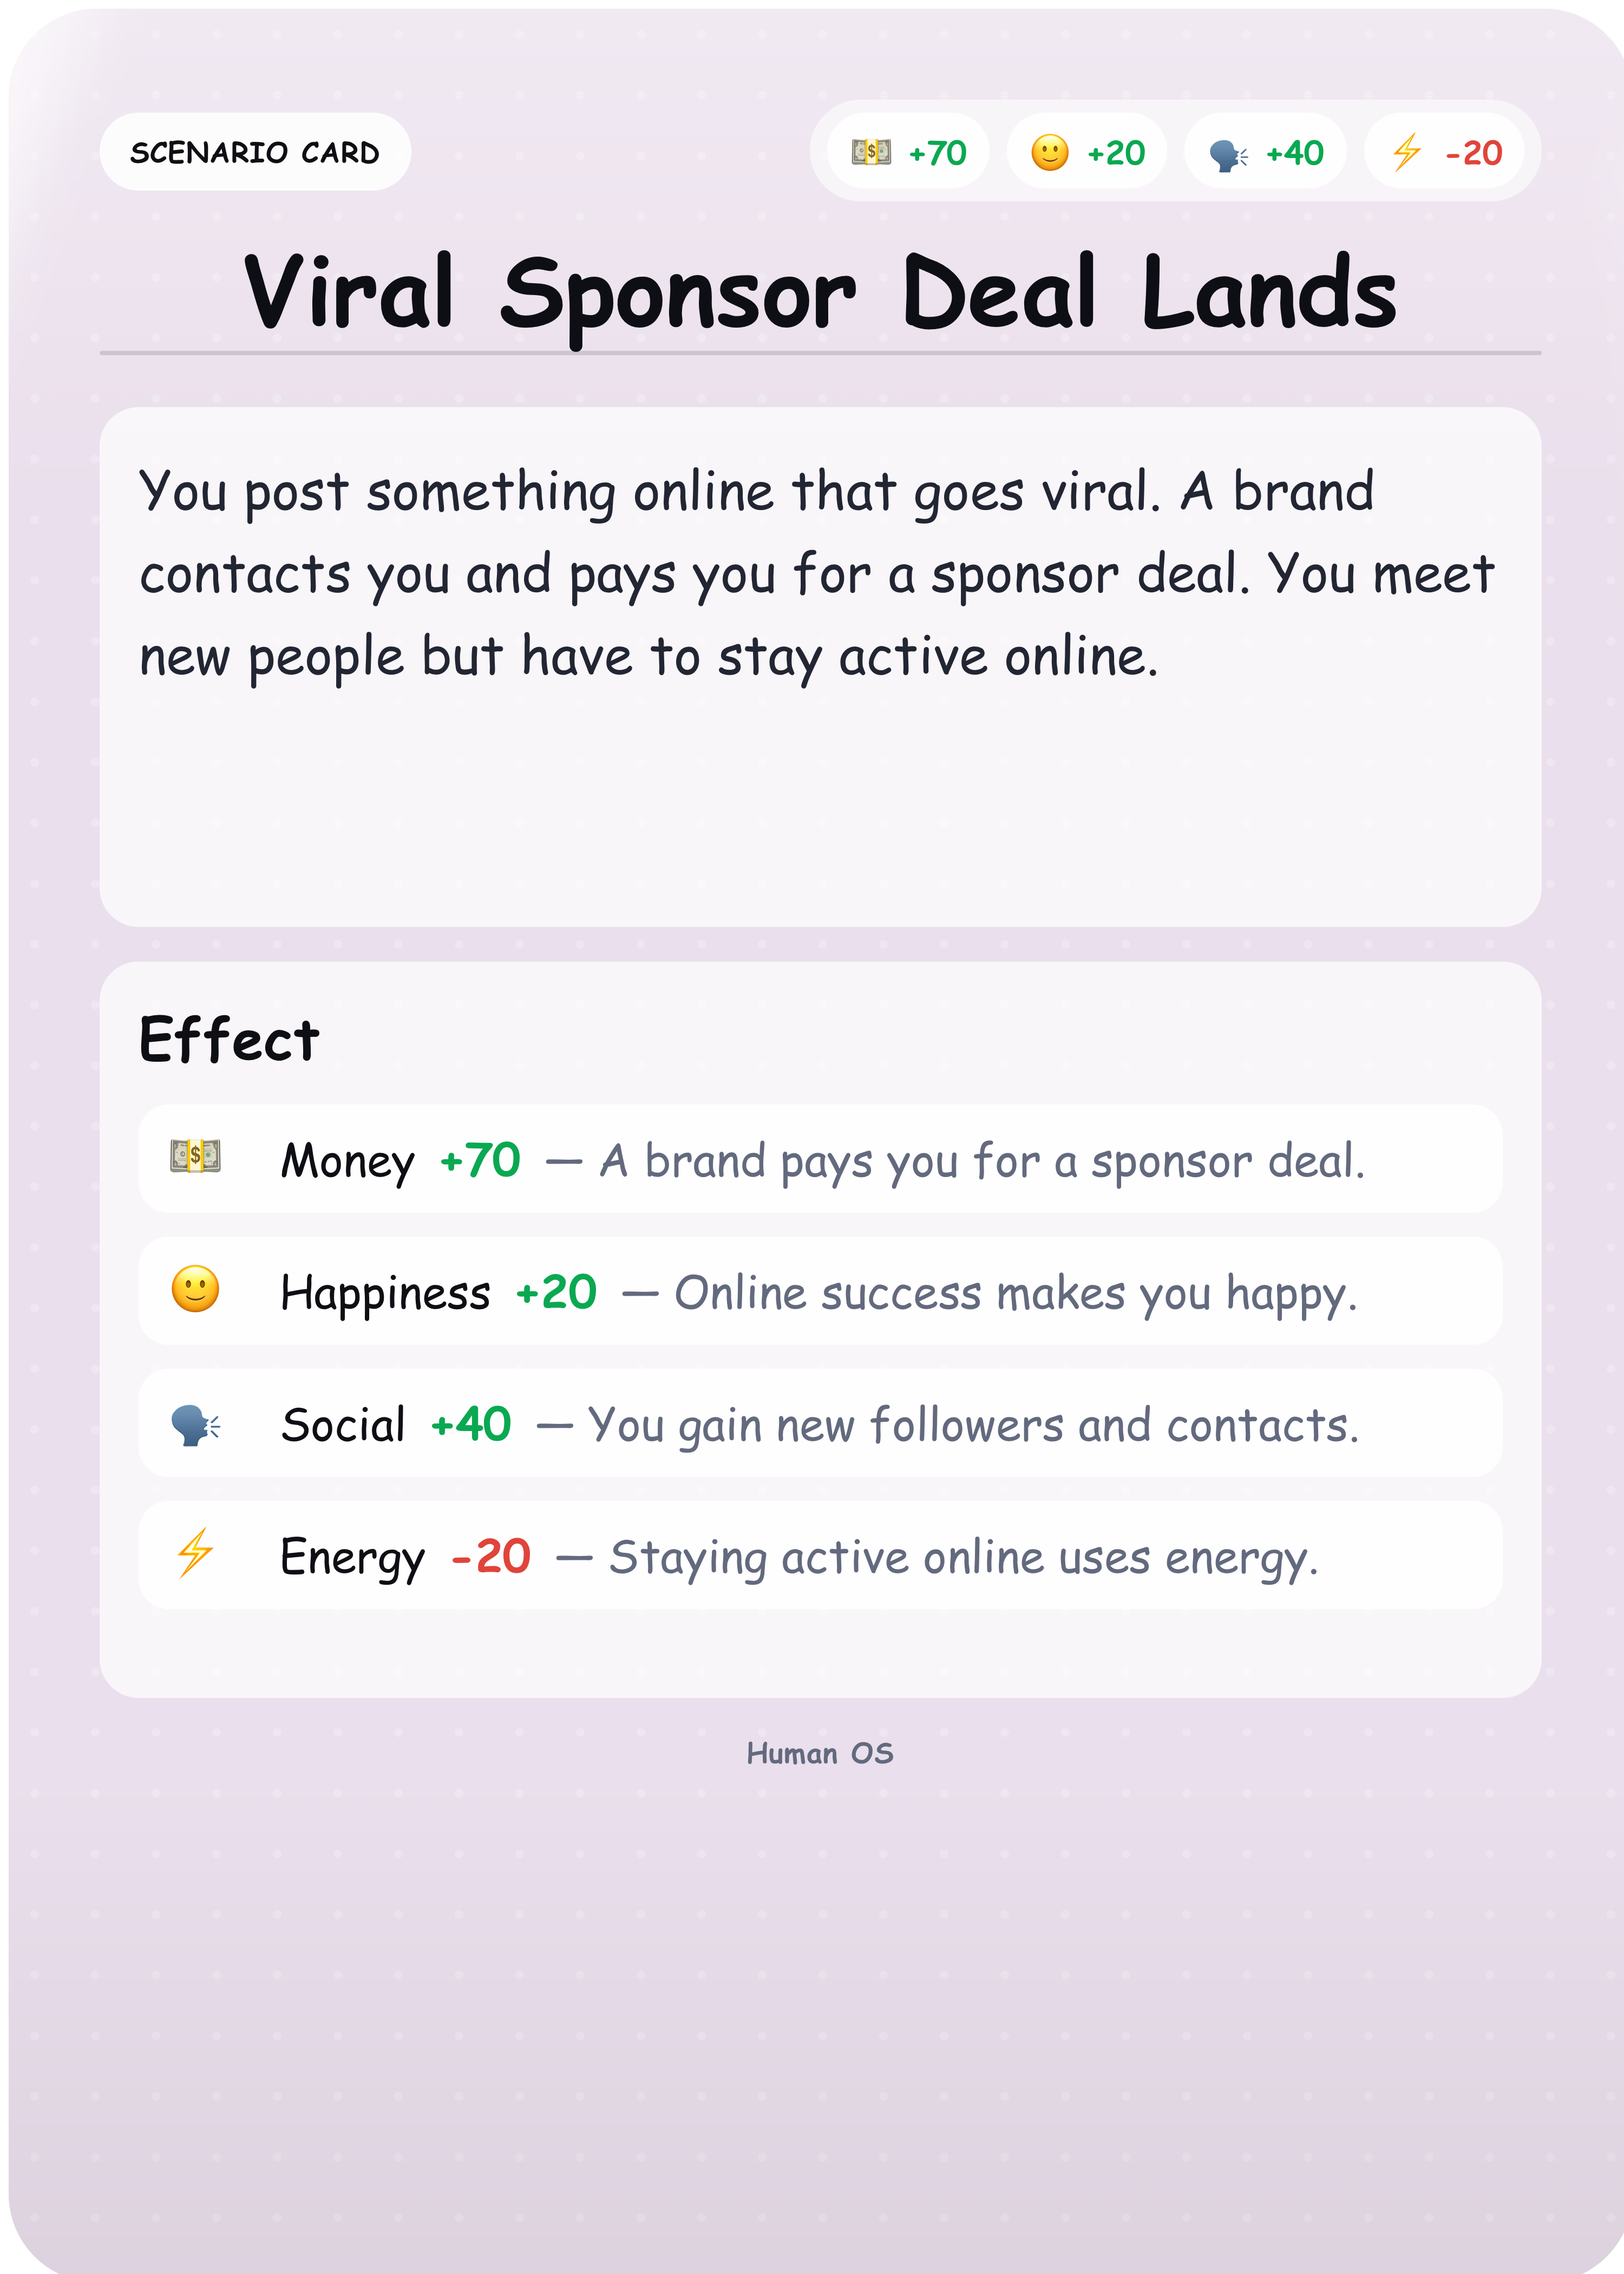 SCENARIO CARD
💵 +70 🙂 +20 🗣️ +40 ⚡ -20
Viral Sponsor Deal Lands
You post something online that goes viral. A brand
contacts you and pays you for a sponsor deal. You meet
new people but have to stay active online.
Effect
💵 Money +70 — A brand pays you for a sponsor deal.
🙂 Happiness +20 — Online success makes you happy.
🗣️ Social +40 — You gain new followers and contacts.
⚡ Energy -20 — Staying active online uses energy.
Human OS